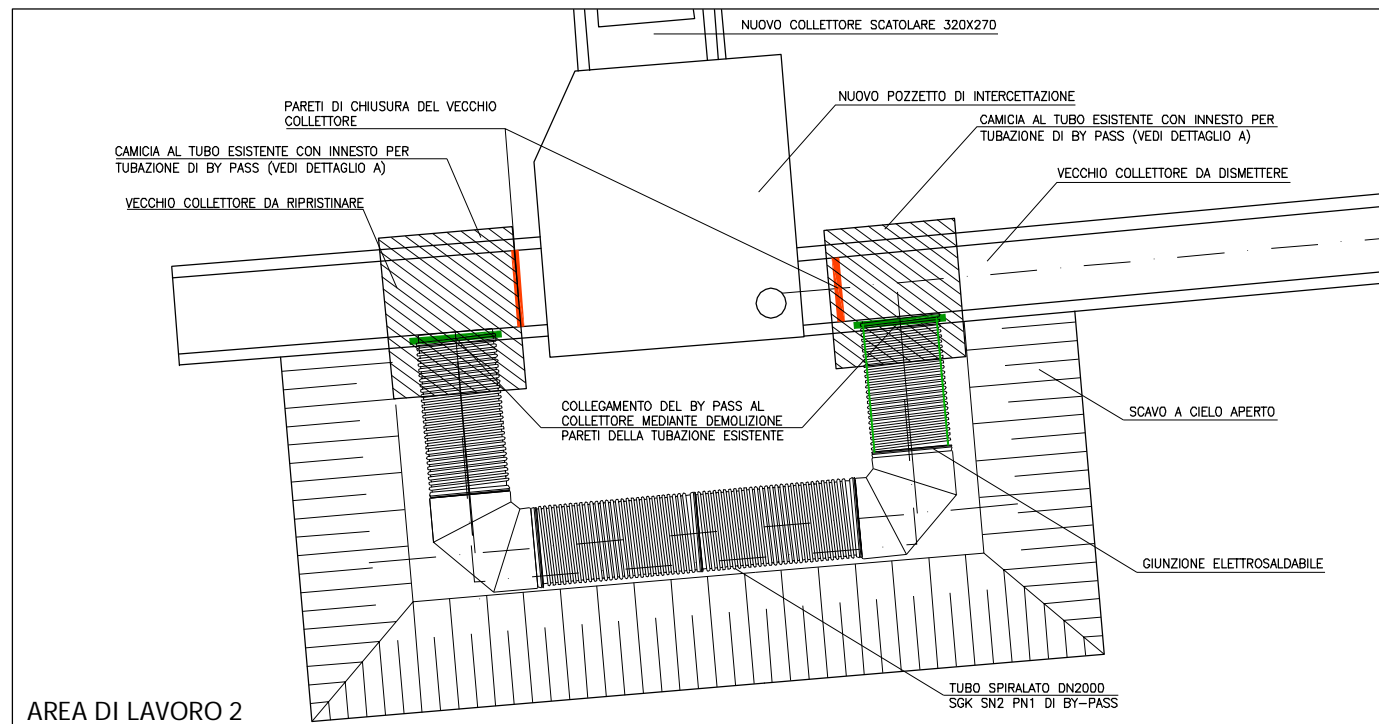 NUOVO COLLETTORE SCATOLARE 320X270
NUOVO POZZETTO DI INTERCETTAZIONE
PARETI DI CHIUSURA DEL VECCHIO
COLLETTORE
CAMICIA AL TUBO ESISTENTE CON INNESTO PER
TUBAZIONE DI BY PASS (VEDI DETTAGLIO A)
CAMICIA AL TUBO ESISTENTE CON INNESTO PER
TUBAZIONE DI BY PASS (VEDI DETTAGLIO A)
VECCHIO COLLETTORE DA DISMETTERE
VECCHIO COLLETTORE DA RIPRISTINARE
COLLEGAMENTO DEL BY PASS AL
COLLETTORE MEDIANTE DEMOLIZIONE
PARETI DELLA TUBAZIONE ESISTENTE
SCAVO A CIELO APERTO
GIUNZIONE ELETTROSALDABILE
TUBO SPIRALATO DN2000
SGK SN2 PN1 DI BY-PASS
AREA DI LAVORO 2